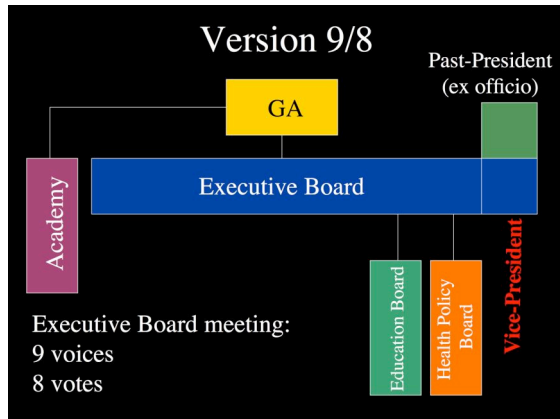 Version 9/8
Past-President
(ex officio)
GA
Executive Board
Academy
Education Board
Health Policy
Board
Vice-President
Executive Board meeting:
9 voices
8 votes